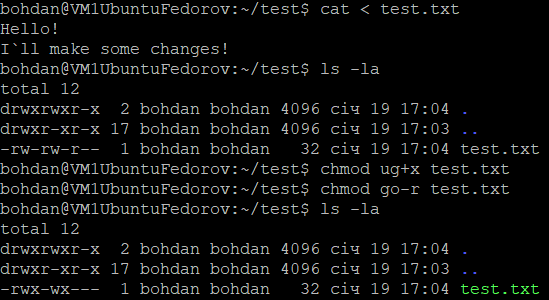 bohdan@VM1UbuntuFedorov:~/test$ cat < test.txt
Hello!
I`ll make some changes!
bohdan@VM1UbuntuFedorov:~/test$ ls -la
total 12
drwxrwxr-x  2 bohdan bohdan 4096 січ 19 17:04 .
drwxr-xr-x 17 bohdan bohdan 4096 січ 19 17:03 ..
-rw-rw-r--  1 bohdan bohdan   32 січ 19 17:04 test.txt
bohdan@VM1UbuntuFedorov:~/test$ chmod ug+x test.txt
bohdan@VM1UbuntuFedorov:~/test$ chmod go-r test.txt
bohdan@VM1UbuntuFedorov:~/test$ ls -la
total 12
drwxrwxr-x  2 bohdan bohdan 4096 січ 19 17:04 .
drwxr-xr-x 17 bohdan bohdan 4096 січ 19 17:03 ..
-rwx-wx---  1 bohdan bohdan   32 січ 19 17:04 test.txt